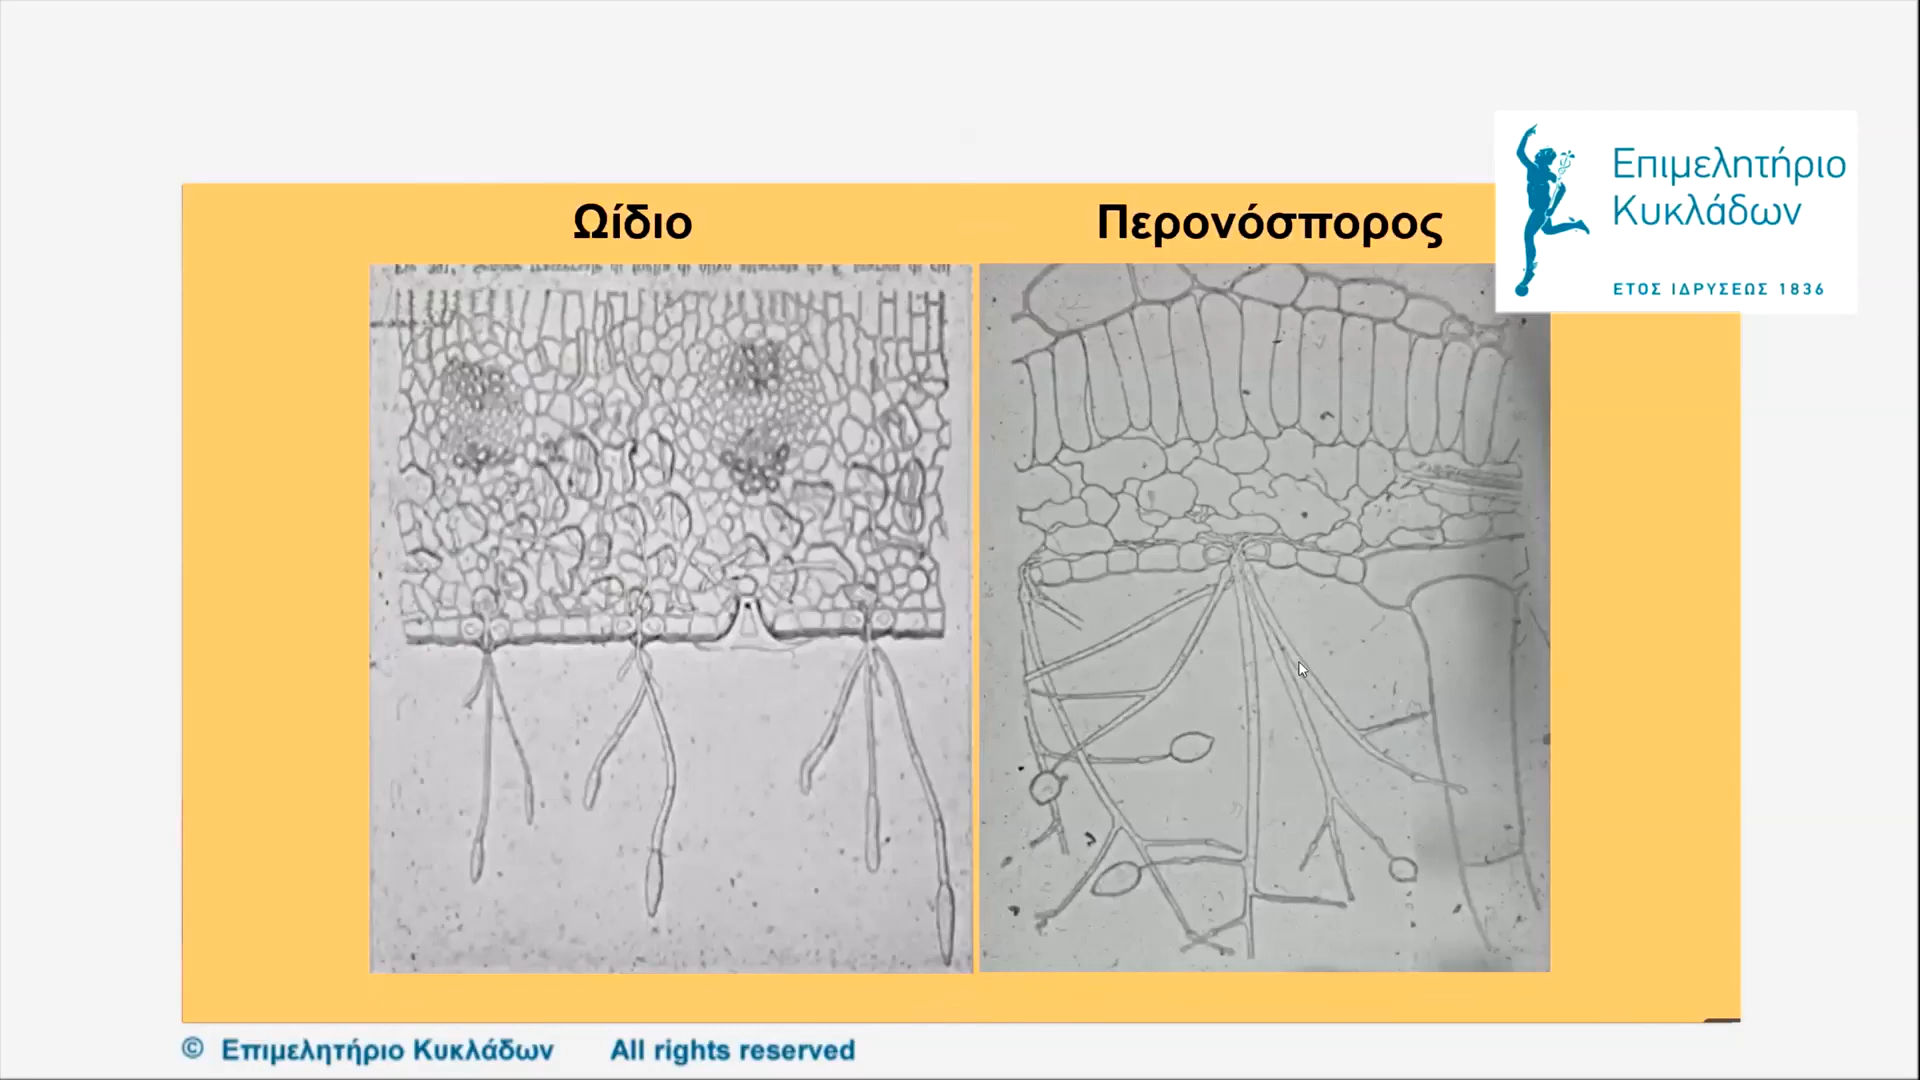 Ωίδιο
Περονόσπορος
Επιμελητήριο
Κυκλάδων
ΕΤΟΣ ΙΔΡΥΣΕΩΣ 1836
© Επιμελητήριο Κυκλάδων All rights reserved